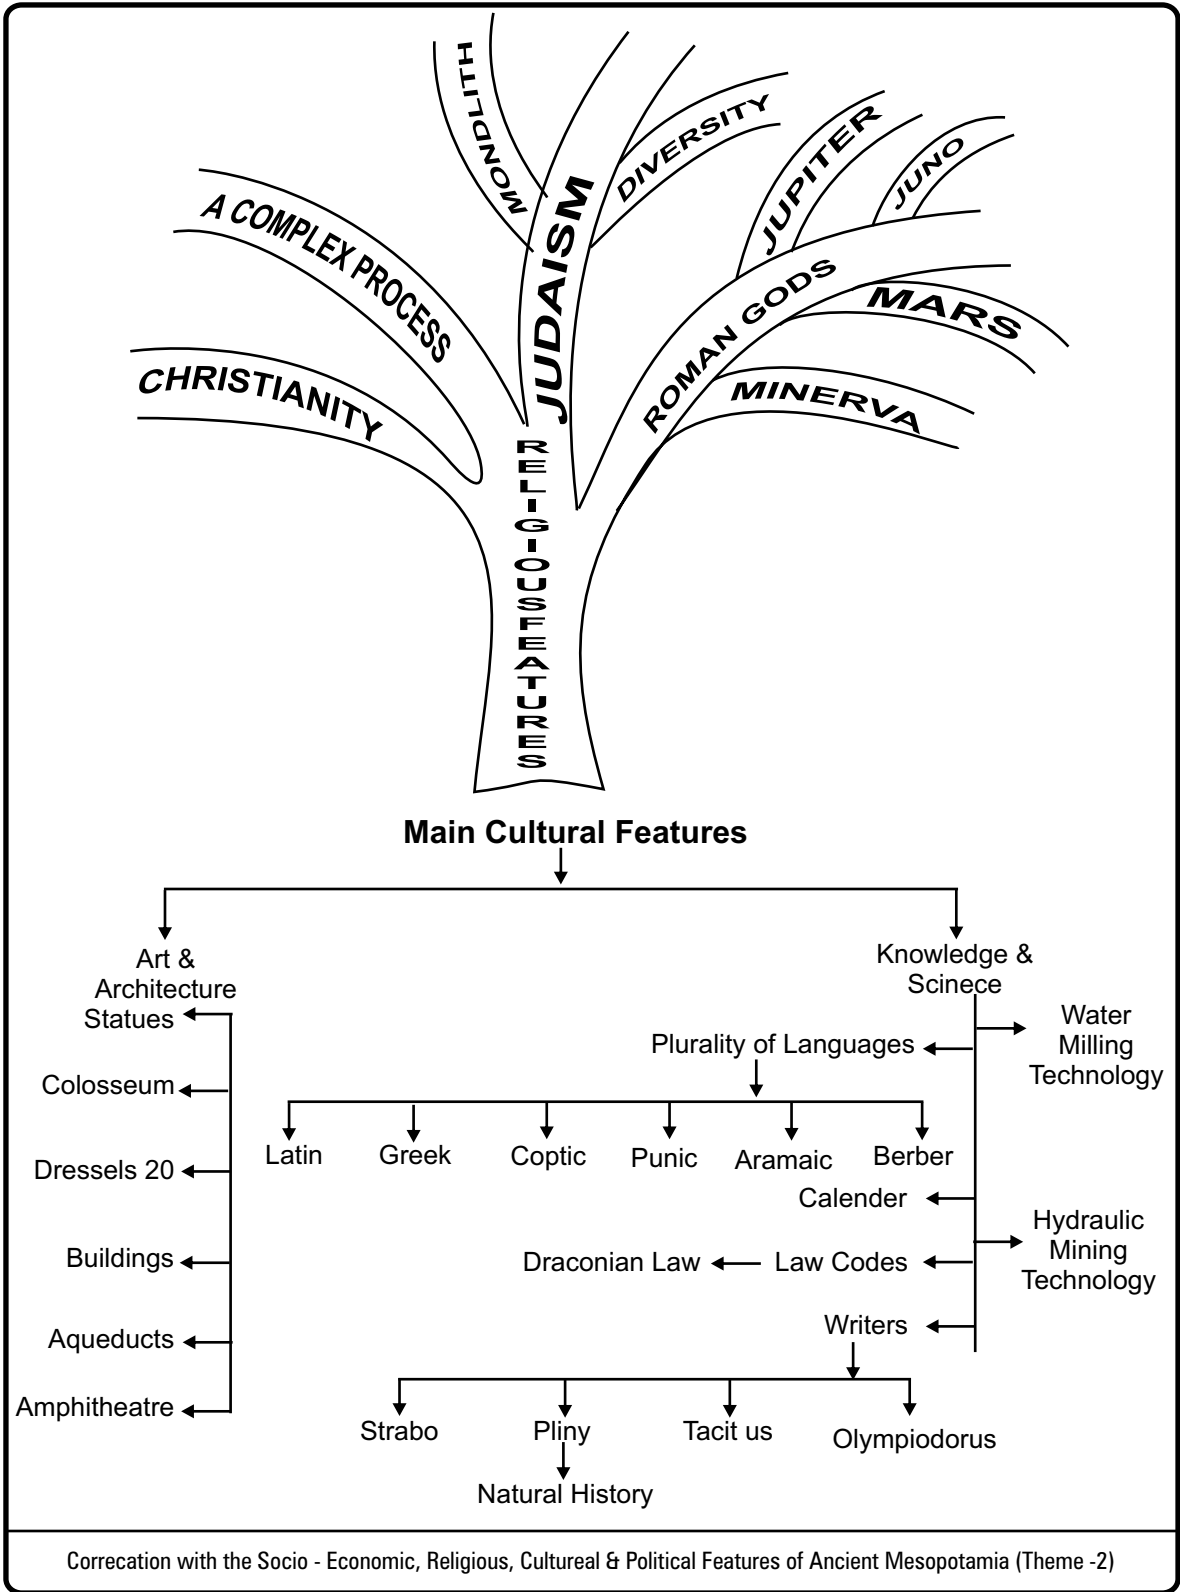 MONDLITH
JUDAISM
DIVERSITY
JUPITER
JUNO
A COMPLEX PROCESS
ROMAN GODS
MARS
CHRISTIANITY
MINERVA
RELIGIOUSFEATURES
Main Cultural Features
Art &
Architecture
Statues
Colosseum
Dressels 20
Buildings
Aqueducts
Amphitheatre
Knowledge &
Scinece
Water
Milling
Technology
Plurality of Languages
Latin
Greek
Coptic
Punic
Aramaic
Berber
Calender
Hydraulic
Mining
Technology
Law Codes
Draconian Law
Writers
Strabo
Pliny
Tacit us
Olympiodorus
Natural History
Correcation with the Socio - Economic, Religious, Cultureal & Political Features of Ancient Mesopotamia (Theme -2)